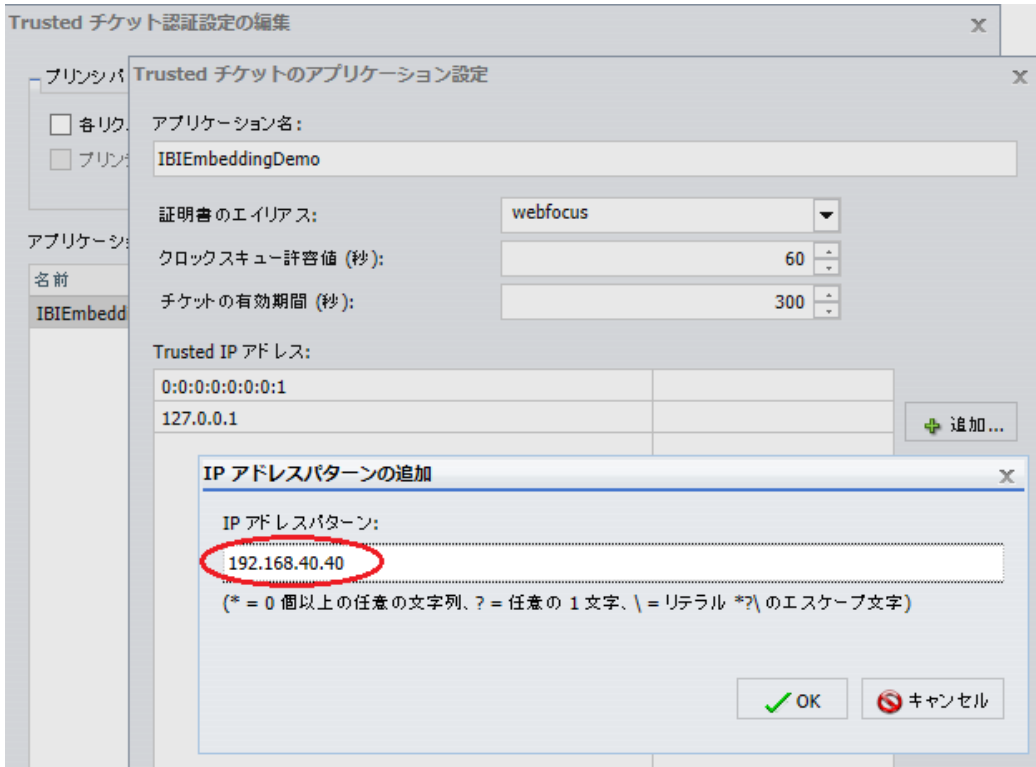 Trusted チケット認証設定の編集
プリンシパ
Trusted チケットのアプリケーション設定
各リク
アプリケーション名:
プリン
IBIEmbeddingDemo
証明書のエイリアス:
webfocus
アプリケーシ
クロックスキュー許容値 (秒):
60
名前
チケットの有効期間 (秒):
300
IBIEmbedd
Trusted IP アドレス:
0:0:0:0:0:0:0:1
127.0.0.1
追加...
IP アドレスパターンの追加
IP アドレスパターン:
192.168.40.40
(* = 0 個以上の任意の文字列、? = 任意の 1 文字、\ = リテラル *?\ のエスケープ文字)
OK
キャンセル